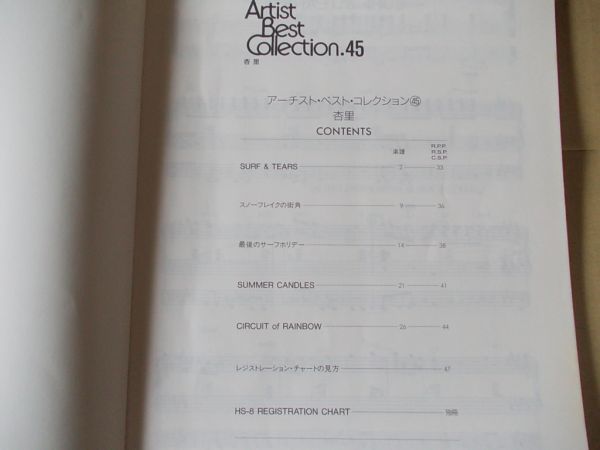 Artist
Best
Collection.45
杏里
アーチスト・ベスト・コレクション㊺
杏里
CONTENTS
楽譜 R.P.P. R.S.P. C.S.P.
SURF & TEARS 2 33
スノーフレイクの街角 9 36
最後のサーフホリデー 14 38
SUMMER CANDLES 21 41
CIRCUIT of RAINBOW 26 44
レジストレーション・チャートの見方 47
HS-8 REGISTRATION CHART 別冊